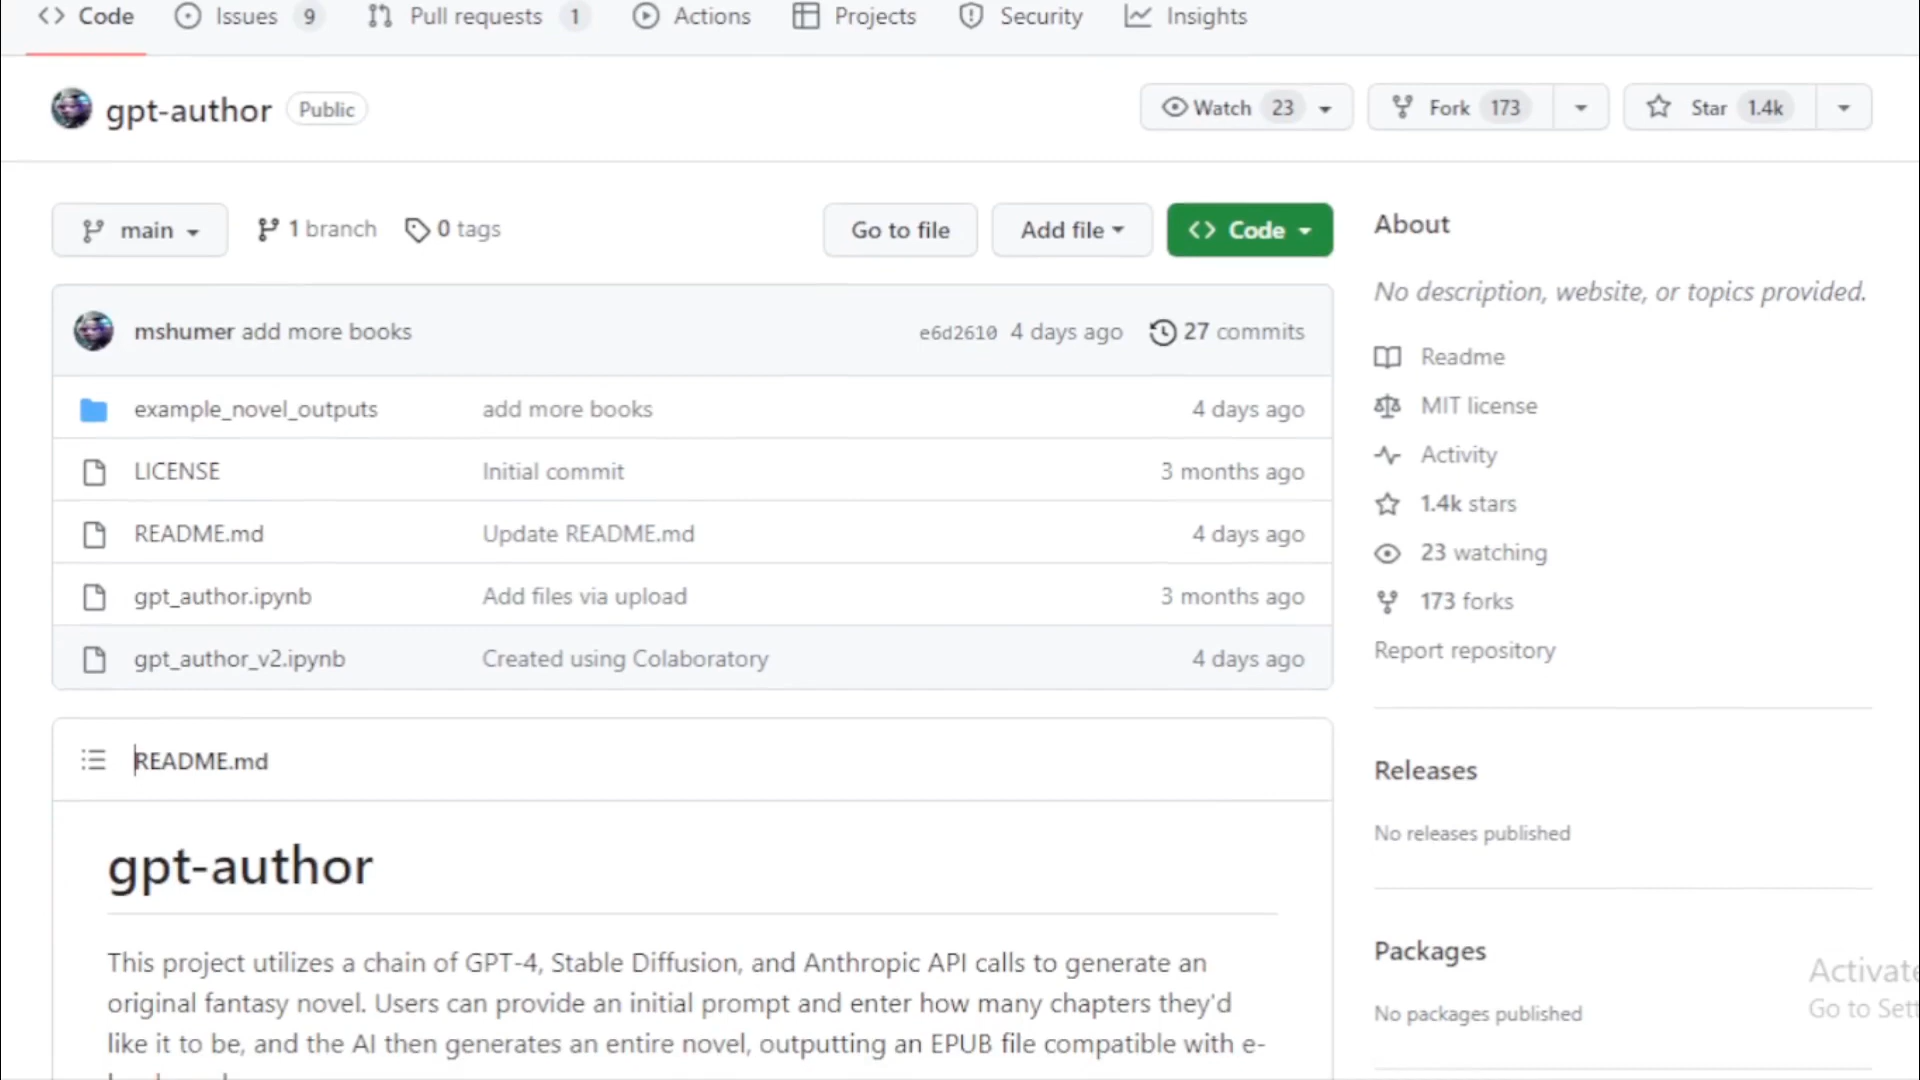 Code Issues 9 Pull requests 1 Actions Projects Security Insights
gpt-author Public Watch 23 Fork 173 Star 1.4k
main 1 branch 0 tags Go to file Add file Code
mshumer add more books e6d2610 4 days ago 27 commits
example_novel_outputs add more books 4 days ago
LICENSE Initial commit 3 months ago
README.md Update README.md 4 days ago
gpt_author.ipynb Add files via upload 3 months ago
gpt_author_v2.ipynb Created using Colaboratory 4 days ago
README.md
gpt-author
This project utilizes a chain of GPT-4, Stable Diffusion, and Anthropic API calls to generate an
original fantasy novel. Users can provide an initial prompt and enter how many chapters they'd
like it to be, and the AI then generates an entire novel, outputting an EPUB file compatible with e-
About
No description, website, or topics provided.
Readme
MIT license
Activity
1.4k stars
23 watching
173 forks
Report repository
Releases
No releases published
Packages
No packages published
Activate
Go to Sett